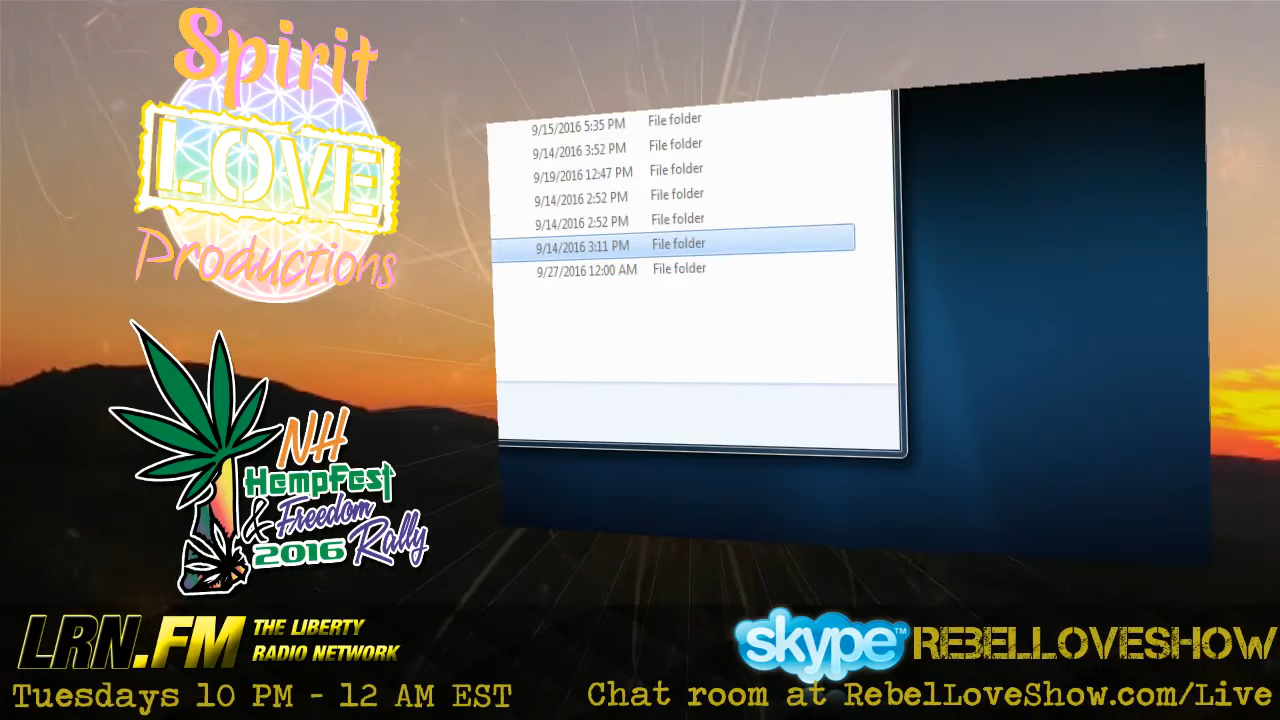 Spirit
LOVE
Productions
9/15/2016 5:35 PM File folder
9/14/2016 3:52 PM File folder
9/19/2016 12:47 PM File folder
9/14/2016 2:52 PM File folder
9/14/2016 2:52 PM File folder
9/14/2016 3:11 PM File folder
9/27/2016 12:00 AM File folder
NH
HempFest
& Freedom
2016 Rally
LRN.FM THE LIBERTY
RADIO NETWORK
Tuesdays 10 PM - 12 AM EST
skype™ REBELLOVESHOW
Chat room at RebelLoveShow.com/Live